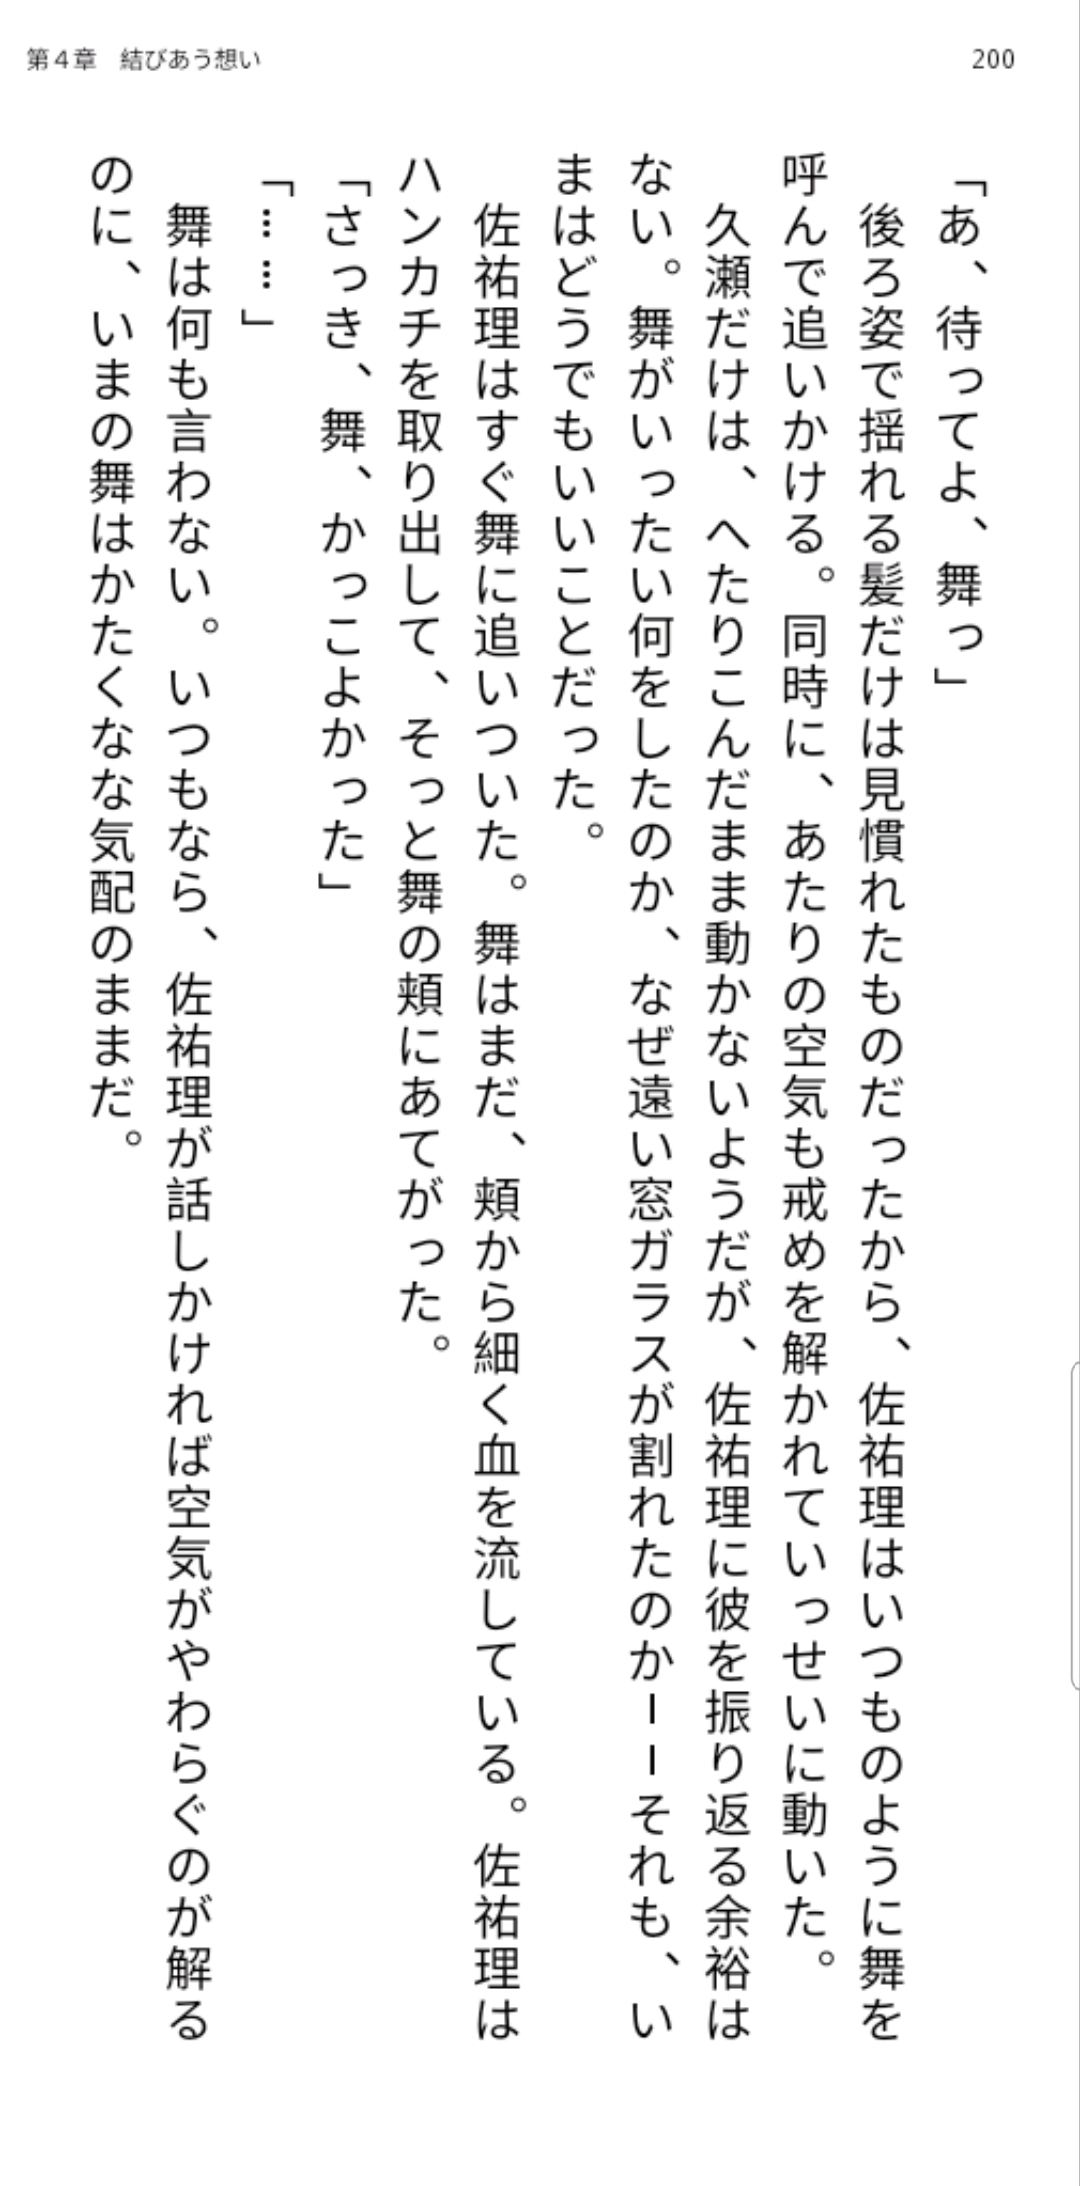 第４章　結びあう想い
200
「あ、待ってよ、舞っ」
　後ろ姿で揺れる髪だけは見慣れたものだったから、佐祐理はいつものように舞を
呼んで追いかける。同時に、あたりの空気も戒めを解かれていっせいに動いた。
　久瀬だけは、へたりこんだまま動かないようだが、佐祐理に彼を振り返る余裕は
ない。舞がいったい何をしたのか、なぜ遠い窓ガラスが割れたのかーーそれも、い
まはどうでもいいことだった。
　佐祐理はすぐ舞に追いついた。舞はまだ、頬から細く血を流している。佐祐理は
ハンカチを取り出して、そっと舞の頬にあてがった。
「さっき、舞、かっこよかった」
「……」
　舞は何も言わない。いつもなら、佐祐理が話しかければ空気がやわらぐのが解る
のに、いまの舞はかたくなな気配のままだ。